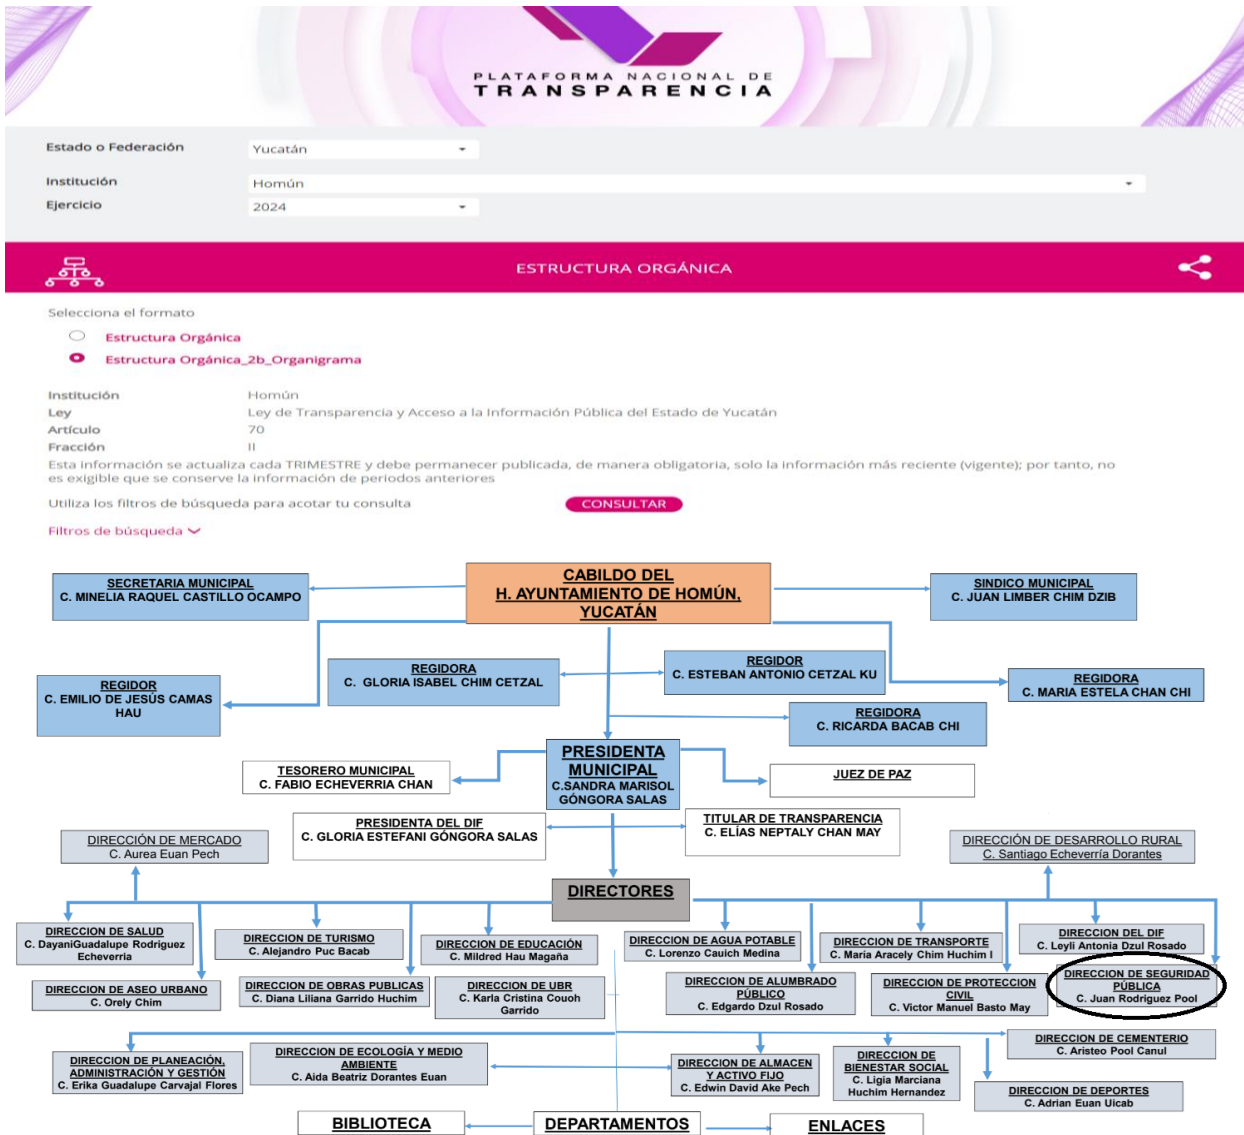 PLATAFORMA NACIONAL DE
TRANSPARENCIA
Estado o Federación
Yucatán
Institución
Homún
Ejercicio
2024
ESTRUCTURA ORGÁNICA
Selecciona el formato
Estructura Orgánica
Estructura Orgánica_2b_Organigrama
Institución
Homún
Ley
Ley de Transparencia y Acceso a la Información Pública del Estado de Yucatán
Artículo
70
Fracción
II
Esta información se actualiza cada TRIMESTRE y debe permanecer publicada, de manera obligatoria, solo la información más reciente (vigente); por tanto, no
es exigible que se conserve la información de periodos anteriores
Utiliza los filtros de búsqueda para acotar tu consulta
CONSULTAR
Filtros de búsqueda
SECRETARIA MUNICIPAL
C. MINELIA RAQUEL CASTILLO OCAMPO
CABILDO DEL
H. AYUNTAMIENTO DE HOMÚN,
YUCATÁN
SINDICO MUNICIPAL
C. JUAN LIMBER CHIM DZIB
REGIDOR
C. EMILIO DE JESÚS CAMAS
HAU
REGIDORA
C. GLORIA ISABEL CHIM CETZAL
REGIDOR
C. ESTEBAN ANTONIO CETZAL KU
REGIDORA
C. MARIA ESTELA CHAN CHI
REGIDORA
C. RICARDA BACAB CHI
PRESIDENTA
MUNICIPAL
C.SANDRA MARISOL
GÓNGORA SALAS
TESORERO MUNICIPAL
C. FABIO ECHEVERRIA CHAN
JUEZ DE PAZ
PRESIDENTA DEL DIF
C. GLORIA ESTEFANI GÓNGORA SALAS
TITULAR DE TRANSPARENCIA
C. ELÍAS NEPTALY CHAN MAY
DIRECCIÓN DE MERCADO
C. Aurea Euan Pech
DIRECCIÓN DE DESARROLLO RURAL
C. Santiago Echeverría Dorantes
DIRECTORES
DIRECCION DE SALUD
C. DayaniGuadalupe Rodriguez
Echeverria
DIRECCION DE TURISMO
C. Alejandro Puc Bacab
DIRECCION DE EDUCACIÓN
C. Mildred Hau Magaña
DIRECCION DE AGUA POTABLE
C. Lorenzo Cauich Medina
DIRECCION DE TRANSPORTE
C. María Aracely Chim Huchim I
DIRECCION DEL DIF
C. Leyli Antonia Dzul Rosado
DIRECCION DE ASEO URBANO
C. Orely Chim
DIRECCION DE OBRAS PUBLICAS
C. Diana Liliana Garrido Huchim
DIRECCION DE UBR
C. Karla Cristina Couoh
Garrido
DIRECCION DE ALUMBRADO
PÚBLICO
C. Edgardo Dzul Rosado
DIRECCION DE PROTECCION
CIVIL
C. Victor Manuel Basto May
DIRECCION DE SEGURIDAD
PÚBLICA
C. Juan Rodriguez Pool
DIRECCION DE PLANEACIÓN,
ADMINISTRACIÓN Y GESTIÓN
C. Erika Guadalupe Carvajal Flores
DIRECCION DE ECOLOGÍA Y MEDIO
AMBIENTE
C. Aida Beatriz Dorantes Euan
DIRECCION DE ALMACEN
Y ACTIVO FIJO
C. Edwin David Ake Pech
DIRECCION DE
BIENESTAR SOCIAL
C. Ligia Marciana
Huchim Hernandez
DIRECCION DE CEMENTERIO
C. Aristeo Pool Canul
DIRECCION DE DEPORTES
C. Adrian Euan Uicab
BIBLIOTECA
DEPARTAMENTOS
ENLACES